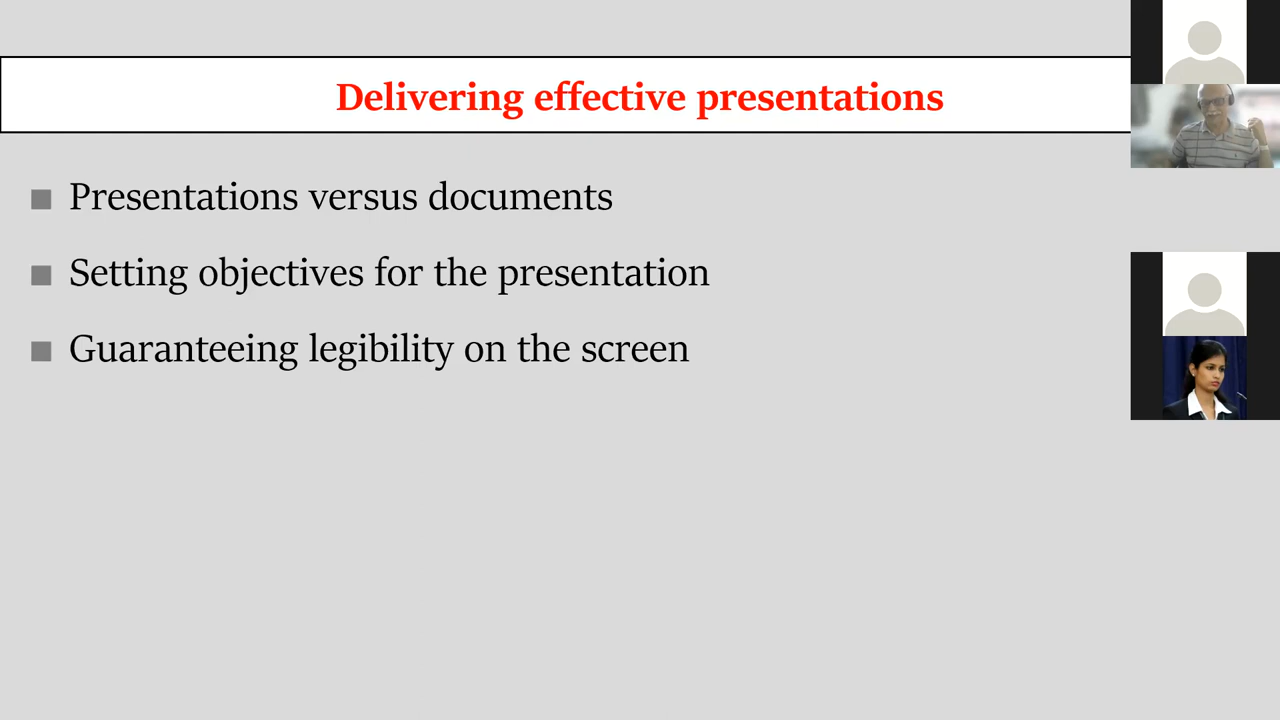 Delivering effective presentations
Presentations versus documents
Setting objectives for the presentation
Guaranteeing legibility on the screen